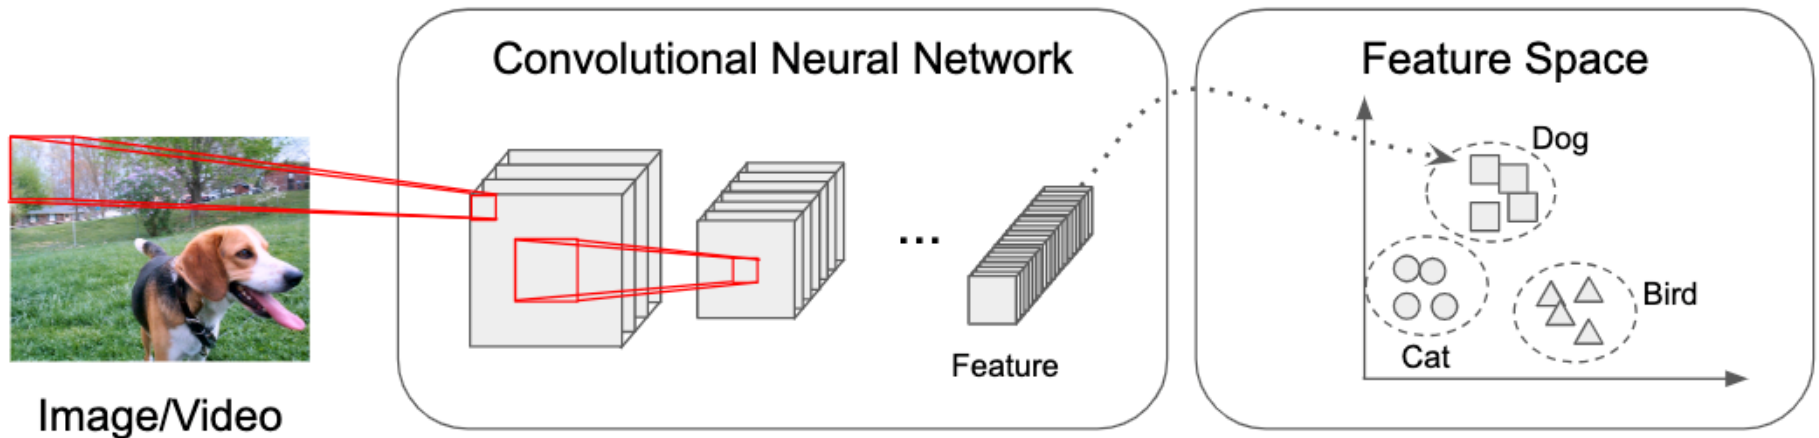 Convolutional Neural Network
Feature Space
Dog
...
Bird
Cat
Feature
Image/Video